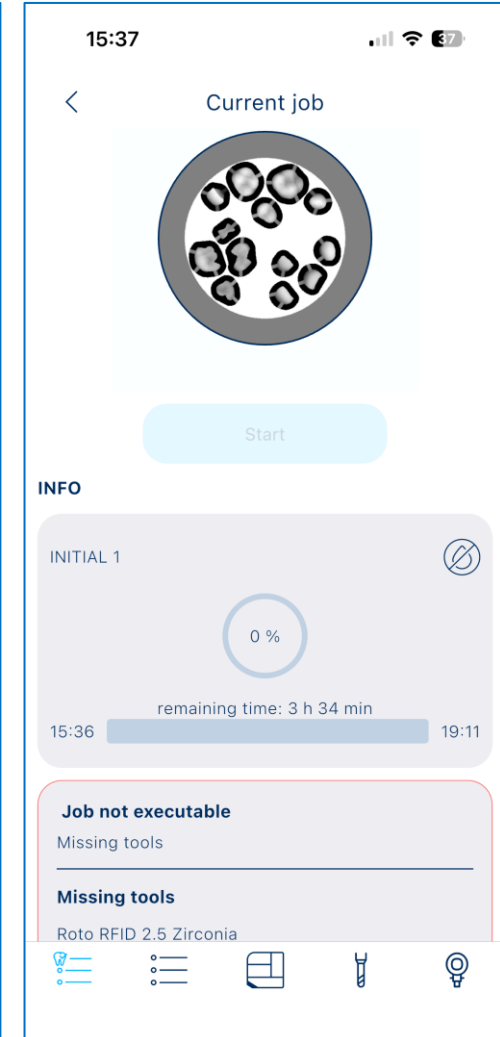 15:37
37
Current job
Start
INFO
INITIAL 1
0 %
remaining time: 3 h 34 min
15:36
19:11
Job not executable
Missing tools
Missing tools
Roto RFID 2.5 Zirconia